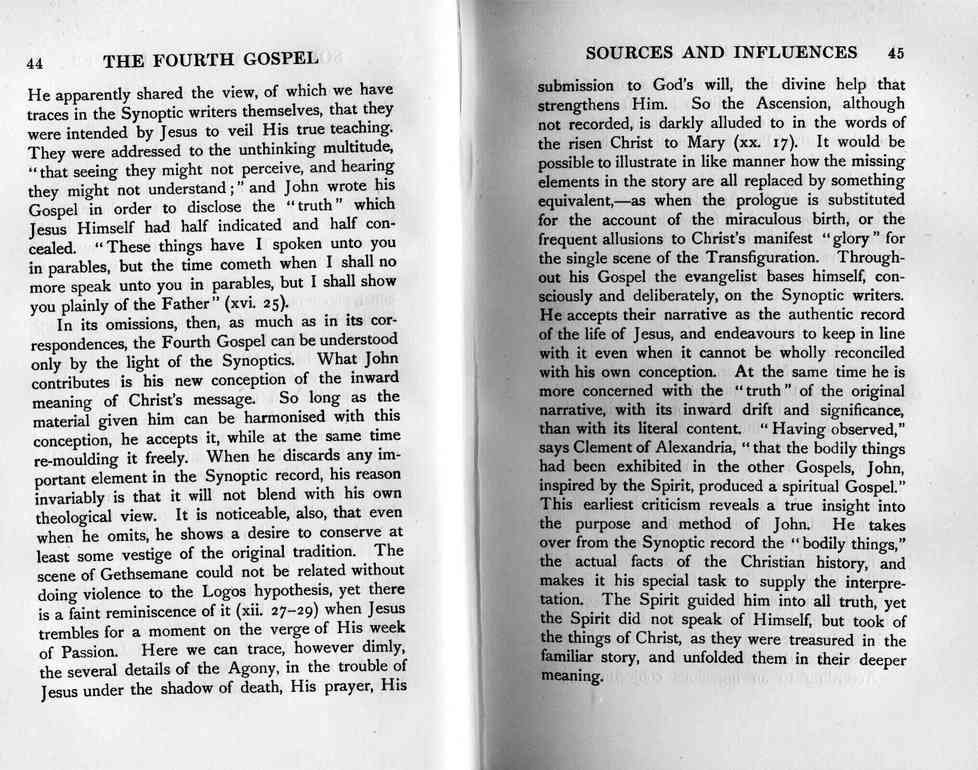 44 THE FOURTH GOSPEL
He apparently shared the view, of which we have
traces in the Synoptic writers themselves, that they
were intended by Jesus to veil His true teaching.
They were addressed to the unthinking multitude,
“that seeing they might not perceive, and hearing
they might not understand;” and John wrote his
Gospel in order to disclose the “truth” which
Jesus Himself had half indicated and half con-
cealed. “These things have I spoken unto you
in parables, but the time cometh when I shall no
more speak unto you in parables, but I shall show
you plainly of the Father” (xvi. 25).
In its omissions, then, as much as in its cor-
respondences, the Fourth Gospel can be understood
only by the light of the Synoptics. What John
contributes is his new conception of the inward
meaning of Christ's message. So long as the
material given him can be harmonised with this
conception, he accepts it, while at the same time
re-moulding it freely. When he discards any im-
portant element in the Synoptic record, his reason
invariably is that it will not blend with his own
theological view. It is noticeable, also, that even
when he omits, he shows a desire to conserve at
least some vestige of the original tradition. The
scene of Gethsemane could not be related without
doing violence to the Logos hypothesis, yet there
is a faint reminiscence of it (xii. 27–29) when Jesus
trembles for a moment on the verge of His week
of Passion. Here we can trace, however dimly,
the several details of the Agony, in the trouble of
Jesus under the shadow of death, His prayer, His
SOURCES AND INFLUENCES 45
submission to God's will, the divine help that
strengthens Him. So the Ascension, although
not recorded, is darkly alluded to in the words of
the risen Christ to Mary (xx. 17). It would be
possible to illustrate in like manner how the missing
elements in the story are all replaced by something
equivalent,—as when the prologue is substituted
for the account of the miraculous birth, or the
frequent allusions to Christ's manifest “glory” for
the single scene of the Transfiguration. Through-
out his Gospel the evangelist bases himself, con-
sciously and deliberately, on the Synoptic writers.
He accepts their narrative as the authentic record
of the life of Jesus, and endeavours to keep in line
with it even when it cannot be wholly reconciled
with his own conception. At the same time he is
more concerned with the “truth” of the original
narrative, with its inward drift and significance,
than with its literal content. “Having observed,”
says Clement of Alexandria, “that the bodily things
had been exhibited in the other Gospels, John,
inspired by the Spirit, produced a spiritual Gospel.”
This earliest criticism reveals a true insight into
the purpose and method of John. He takes
over from the Synoptic record the “bodily things,”
the actual facts of the Christian history, and
makes it his special task to supply the interpre-
tation. The Spirit guided him into all truth, yet
the Spirit did not speak of Himself, but took of
the things of Christ, as they were treasured in the
familiar story, and unfolded them in their deeper
meaning.